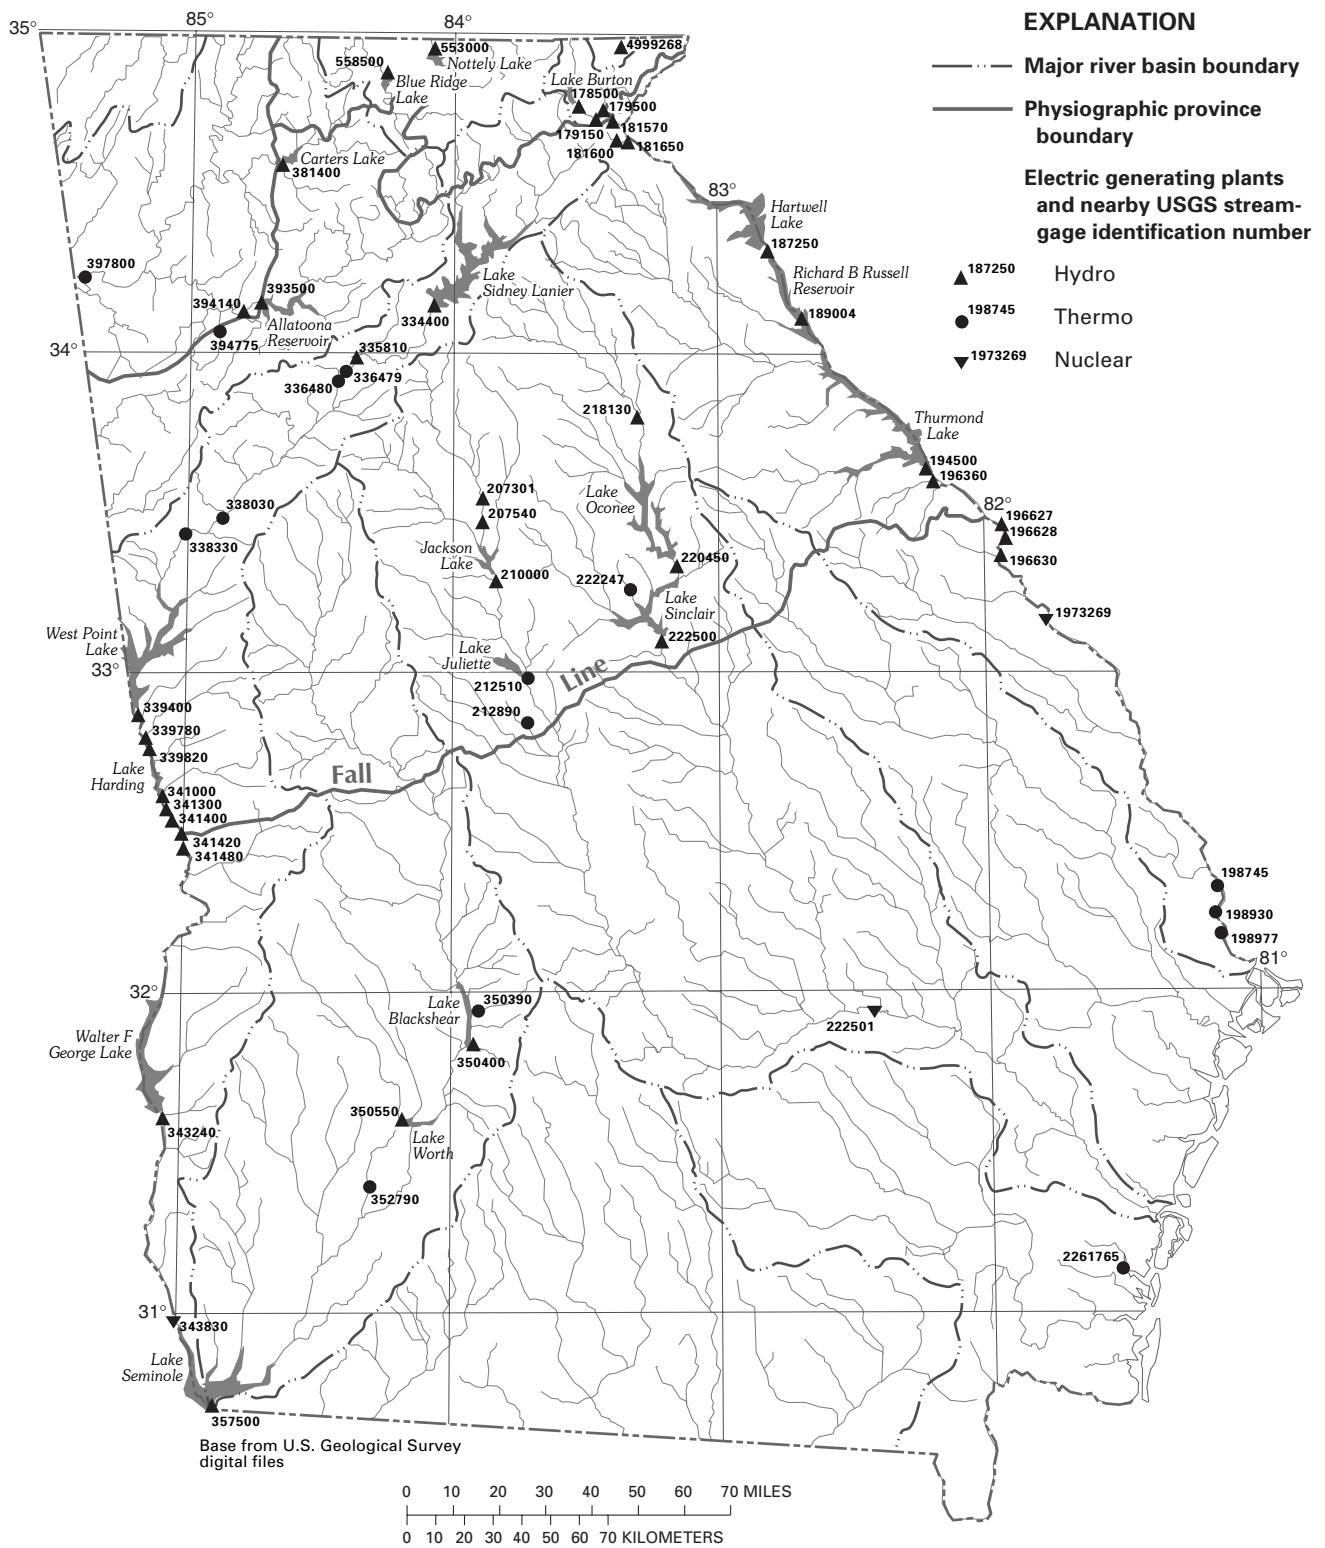 35°
85°
84°
EXPLANATION
Major river basin boundary
Physiographic province
boundary
Electric generating plants
and nearby USGS stream-
gage identification number
187250
Hydro
198745
Thermo
1973269
Nuclear
553000
Nottely Lake
4999268
558500
Blue Ridge
Lake
Lake Burton
178500
179500
179150
181570
181600
181650
Carters Lake
381400
83°
Hartwell
Lake
187250
397800
393500
394140
Allatoona
Reservoir
394775
Lake
Sidney Lanier
334400
Richard B Russell
Reservoir
189004
34°
335810
336479
336480
218130
Thurmond
Lake
194500
196360
82°
196627
196628
196630
207301
207540
Lake
Oconee
338030
338330
Jackson
Lake
210000
222247
220450
Lake
Sinclair
222500
1973269
West Point
Lake
33°
Lake
Juliette
212510
212890
Line
Fall
339400
339780
339820
Lake
Harding
341000
341300
341400
341420
341480
198745
198930
198977
81°
32°
Lake
Blackshear
350390
350400
222501
Walter F
George Lake
343240
350550
Lake
Worth
352790
2261765
31°
343830
Lake
Seminole
357500
Base from U.S. Geological Survey
digital files
0 10 20 30 40 50 60 70 MILES
0 10 20 30 40 50 60 70 KILOMETERS